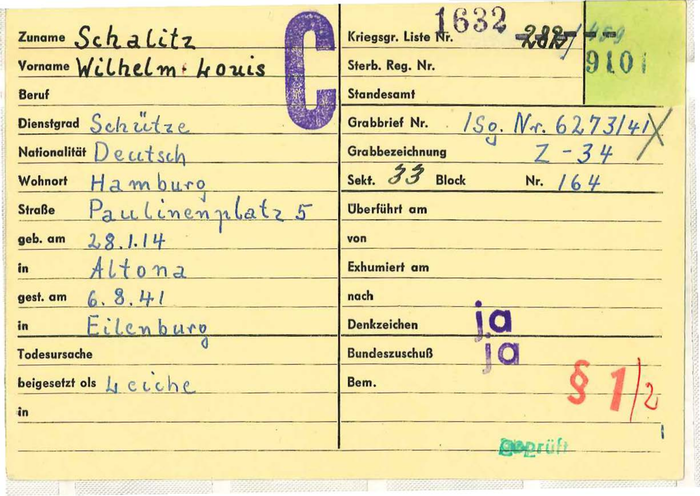 Zuname Schalitz
Vorname Wilhelm Louis
Beruf
Dienstgrad Schütze
Nationalität Deutsch
Wohnort Hamburg
Straße Paulinenplatz 5
geb. am 28.1.14
in Altona
gest. am 6.8.41
in Eilenburg
Todesursache
beigesetzt als Leiche
in
C
Kriegsgr. Liste Nr. 1632
Sterb. Reg. Nr. 9101
Standesamt
Grabbrief Nr. ISg. Nr. 6273/41 X
Grabbezeichnung Z-34
Sekt. 33 Block Nr. 164
Überführt am
von
Exhumiert am
nach
Denkzeichen ja
Bundeszuschuß ja
Bem. § 1/2
Geprüft